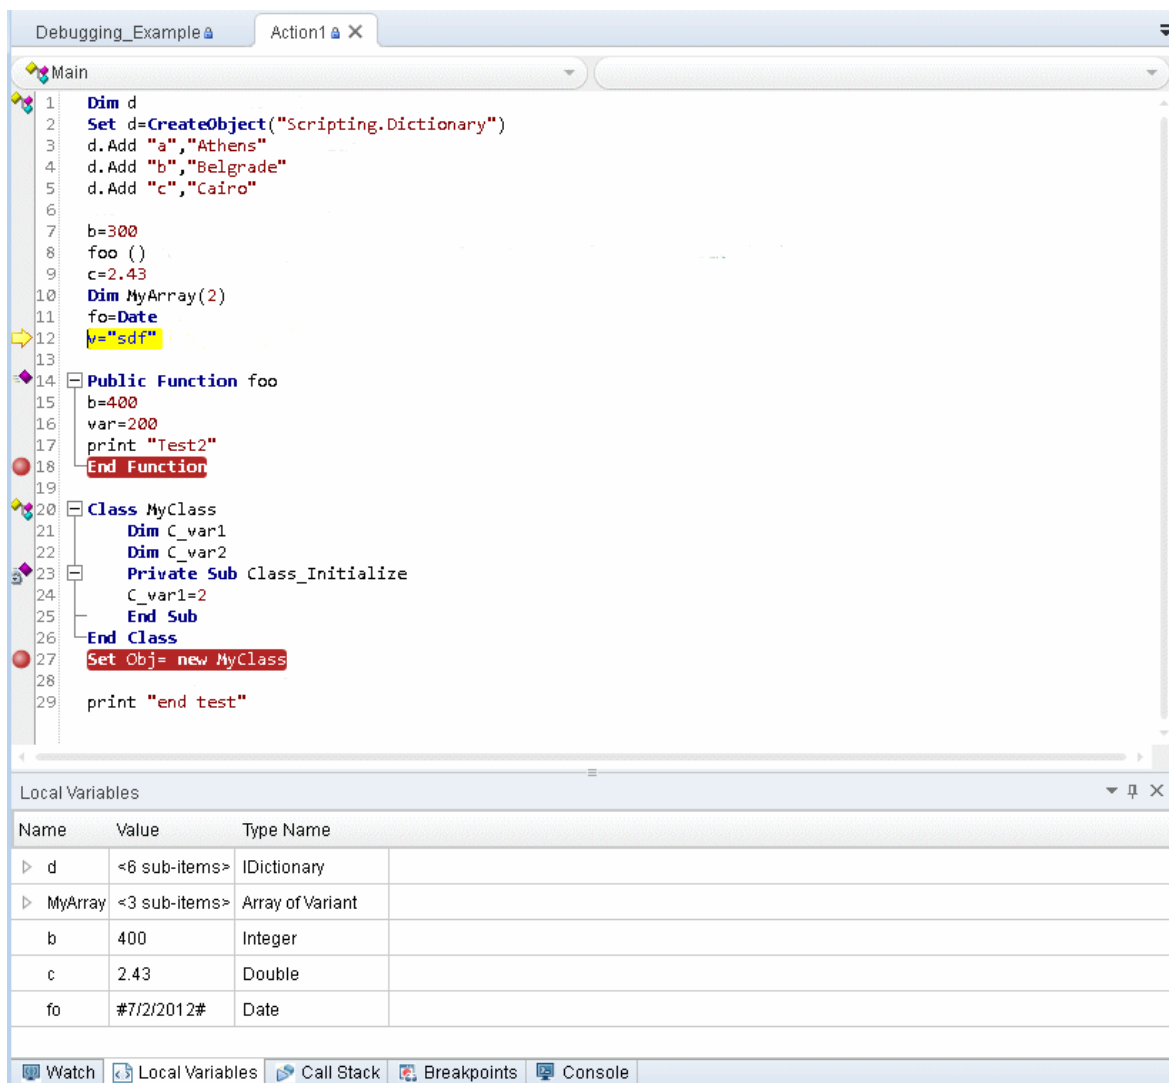 Debugging_Example Action1
Main
1 Dim d
2 Set d=CreateObject("Scripting.Dictionary")
3 d.Add "a","Athens"
4 d.Add "b","Belgrade"
5 d.Add "c","Cairo"
6
7 b=300
8 foo ()
9 c=2.43
10 Dim MyArray(2)
11 fo=Date
12 v="sdf"
13
14 Public Function foo
15 b=400
16 var=200
17 print "Test2"
18 End Function
19
20 Class MyClass
21 Dim C_var1
22 Dim C_var2
23 Private Sub Class_Initialize
24 C_var1=2
25 End Sub
26 End Class
27 Set Obj= new MyClass
28
29 print "end test"
Local Variables
Name Value Type Name
d <6 sub-items> IDictionary
MyArray <3 sub-items> Array of Variant
b 400 Integer
c 2.43 Double
fo #7/2/2012# Date
Watch Local Variables Call Stack Breakpoints Console